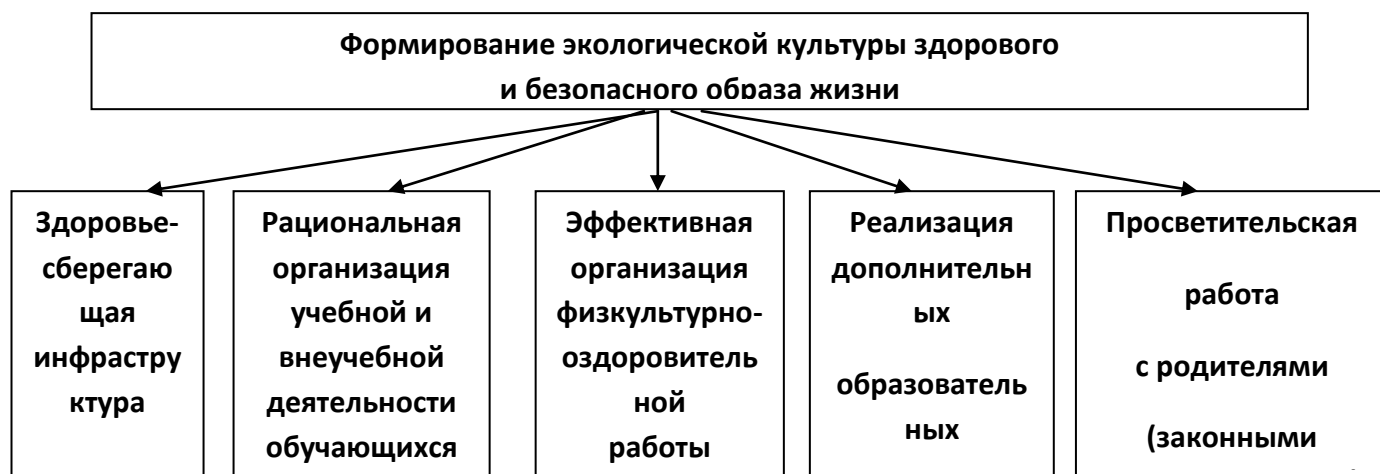 Формирование экологической культуры здорового
и безопасного образа жизни
Здоровье-
сберегаю
щая
инфрастру
ктура
Рациональная
организация
учебной и
внеучебной
деятельности
обучающихся
Эффективная
организация
физкультурно-
оздоровитель
ной
работы
Реализация
дополнительн
ых
образователь
ных
Просветительская
работа
с родителями
(законными